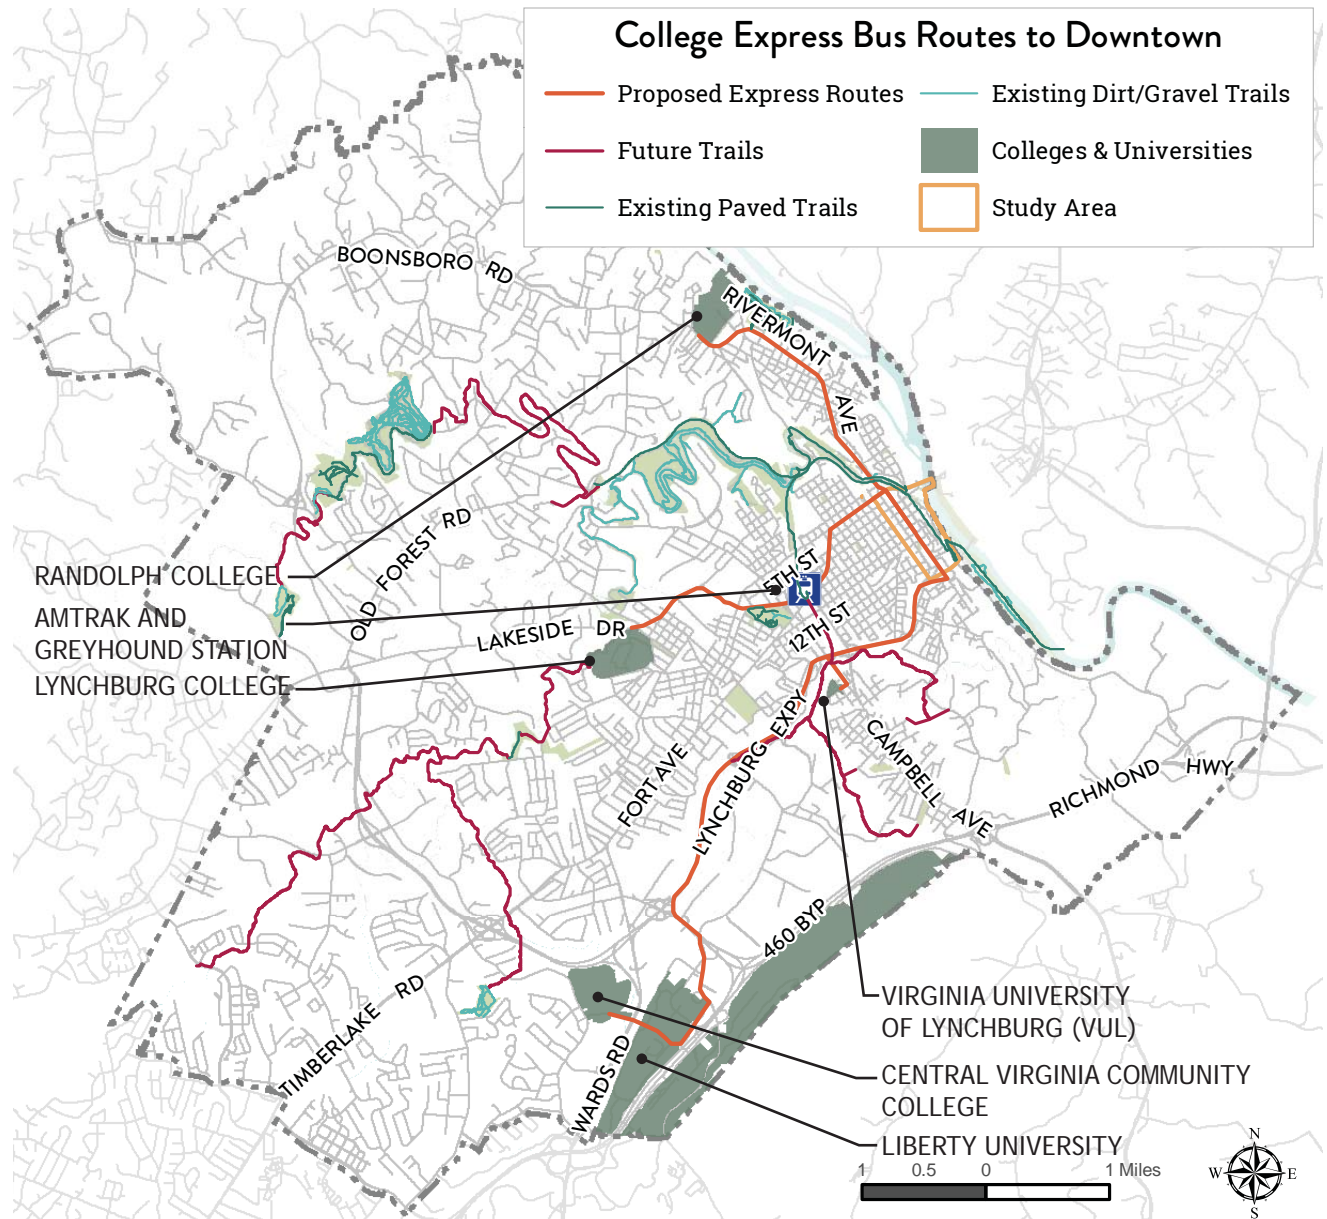 College Express Bus Routes to Downtown
Proposed Express Routes
Existing Dirt/Gravel Trails
Future Trails
Colleges & Universities
Existing Paved Trails
Study Area
BOONSBORO RD
RIVERMONT AVE
OLD FOREST RD
RANDOLPH COLLEGE
AMTRAK AND
GREYHOUND STATION
LYNCHBURG COLLEGE
5TH ST
12TH ST
LAKESIDE DR
LYNCHBURG EXPY
FORT AVE
CAMPBELL AVE
RICHMOND HWY
460 BYP
TIMBERLAKE RD
WARDS RD
VIRGINIA UNIVERSITY
OF LYNCHBURG (VUL)
CENTRAL VIRGINIA COMMUNITY
COLLEGE
LIBERTY UNIVERSITY
1 0.5 0 1 Miles
N
W E
S